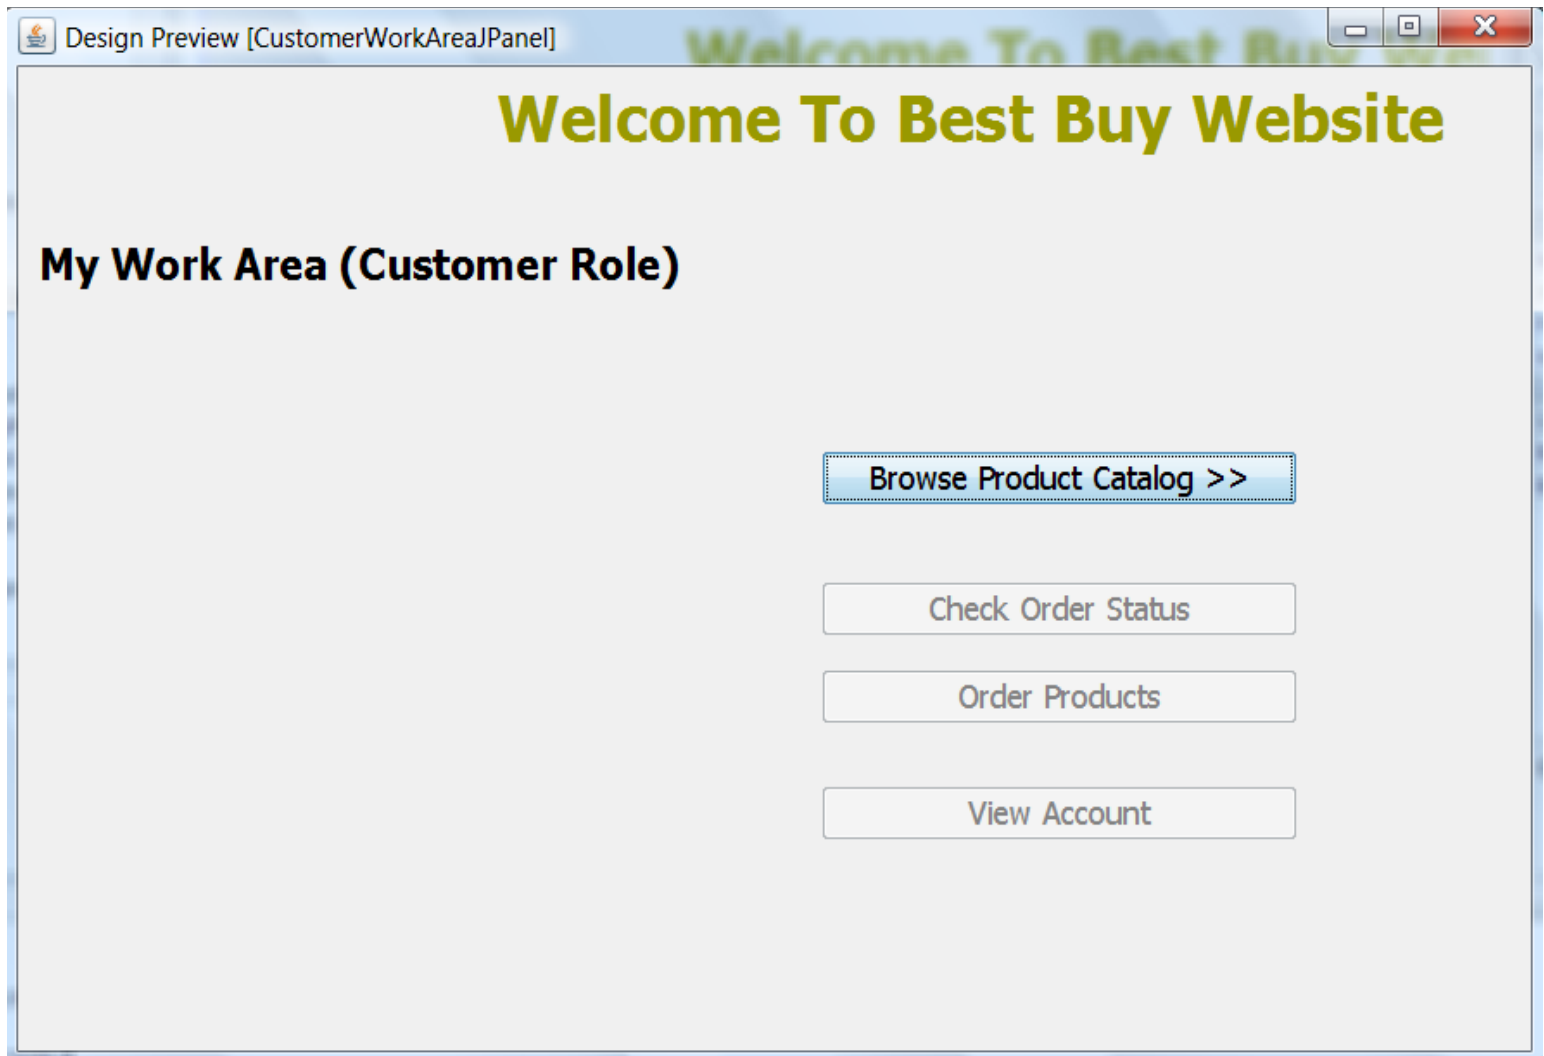 Design Preview [CustomerWorkAreaJPanel]
Welcome To Best Buy Website
My Work Area (Customer Role)
Browse Product Catalog >>
Check Order Status
Order Products
View Account